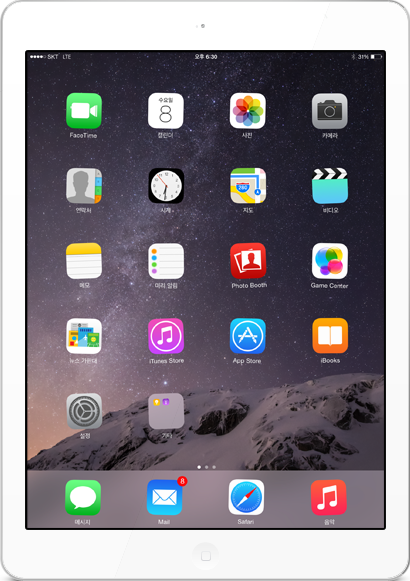 SKT LTE 오후 6:30 31%
수요일
8
FaceTime 캘린더 사진 카메라
연락처 시계 지도 비디오
280
메모 미리 알림 Photo Booth Game Center
뉴스가판대 iTunes Store App Store iBooks
설정 기타
8
메시지 Mail Safari 음악